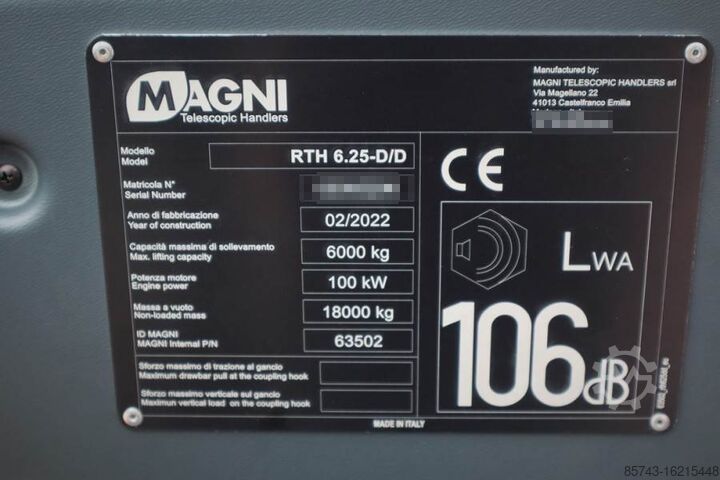 MAGNI
Telescopic Handlers
Manufactured by:
MAGNI TELESCOPIC HANDLERS srl
Via Magellano 22
41013 Castelfranco Emilia
Modello
Model
RTH 6.25-D/D
Matricola N°
Serial Number
Anno di fabbricazione
Year of construction
02/2022
Capacità massima di sollevamento
Max. lifting capacity
6000 kg
Potenza motore
Engine power
100 kW
Massa a vuoto
Non-loaded mass
18000 kg
ID MAGNI
MAGNI Internal P/N
63502
Sforzo massimo di trazione al gancio
Maximum drawbar pull at the coupling hook
Sforzo massimo verticale sul gancio
Maximum vertical load on the coupling hook
CE
LWA
106dB
MADE IN ITALY
85743-16215448